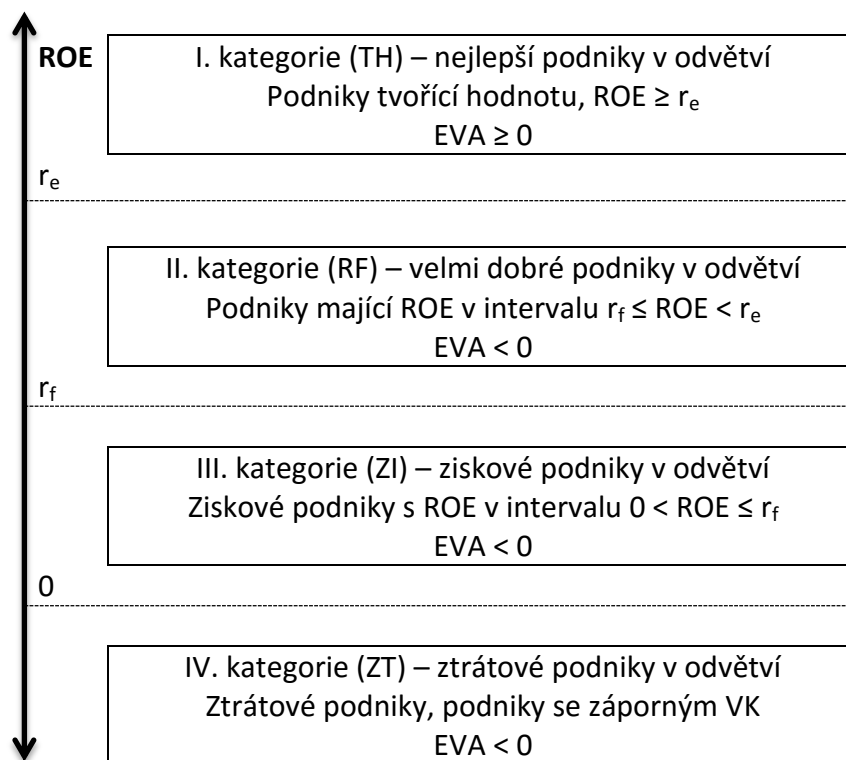 ROE
I. kategorie (TH) – nejlepší podniky v odvětví
Podniky tvořící hodnotu, ROE ≥ rₑ
EVA ≥ 0
rₑ
II. kategorie (RF) – velmi dobré podniky v odvětví
Podniky mající ROE v intervalu r_f ≤ ROE < rₑ
EVA < 0
r_f
III. kategorie (ZI) – ziskové podniky v odvětví
Ziskové podniky s ROE v intervalu 0 < ROE ≤ r_f
EVA < 0
0
IV. kategorie (ZT) – ztrátové podniky v odvětví
Ztrátové podniky, podniky se záporným VK
EVA < 0